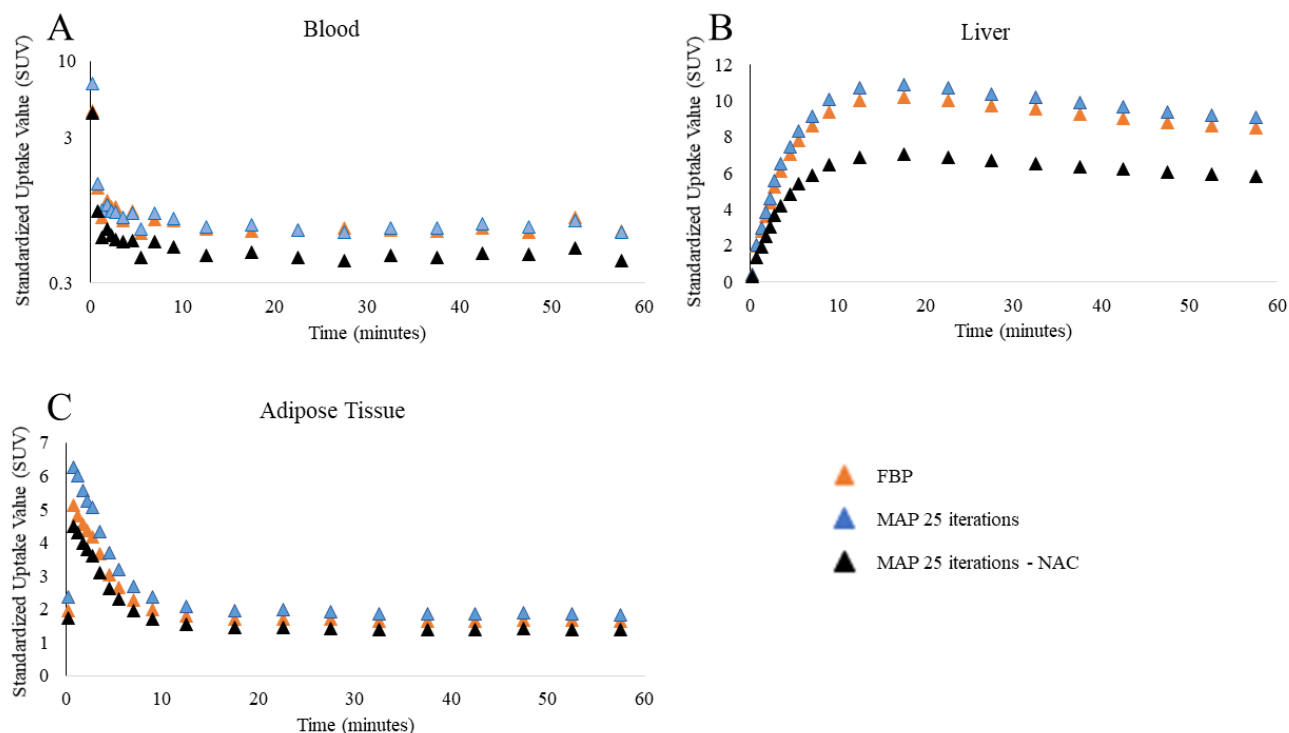 A
Blood
Standardized Uptake Value (SUV)
10
3
0.3
0 10 20 30 40 50 60
Time (minutes)
B
Liver
Standardized Uptake Value (SUV)
12
10
8
6
4
2
0
0 10 20 30 40 50 60
Time (minutes)
C
Adipose Tissue
Standardized Uptake Value (SUV)
7
6
5
4
3
2
1
0
0 10 20 30 40 50 60
Time (minutes)
FBP
MAP 25 iterations
MAP 25 iterations - NAC